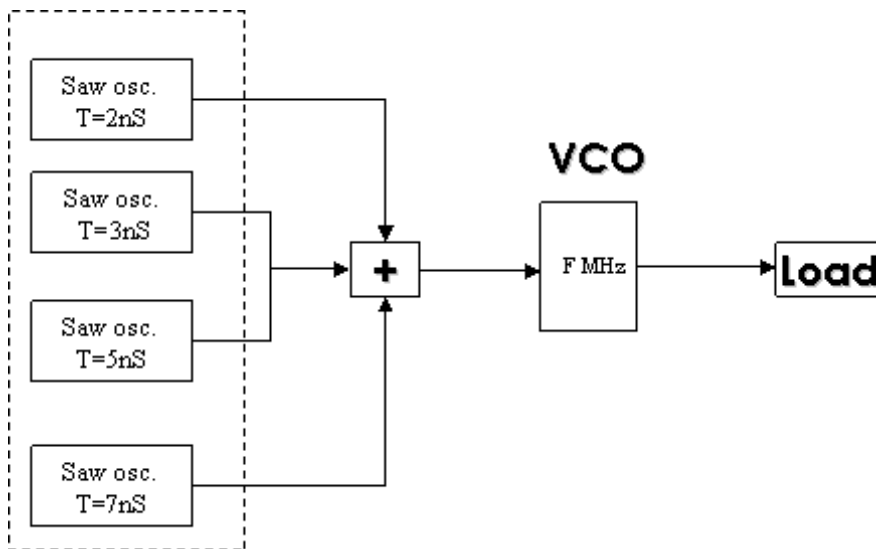 Saw osc.
T=2nS
Saw osc.
T=3nS
Saw osc.
T=5nS
Saw osc.
T=7nS
+
VCO
F MHz
Load